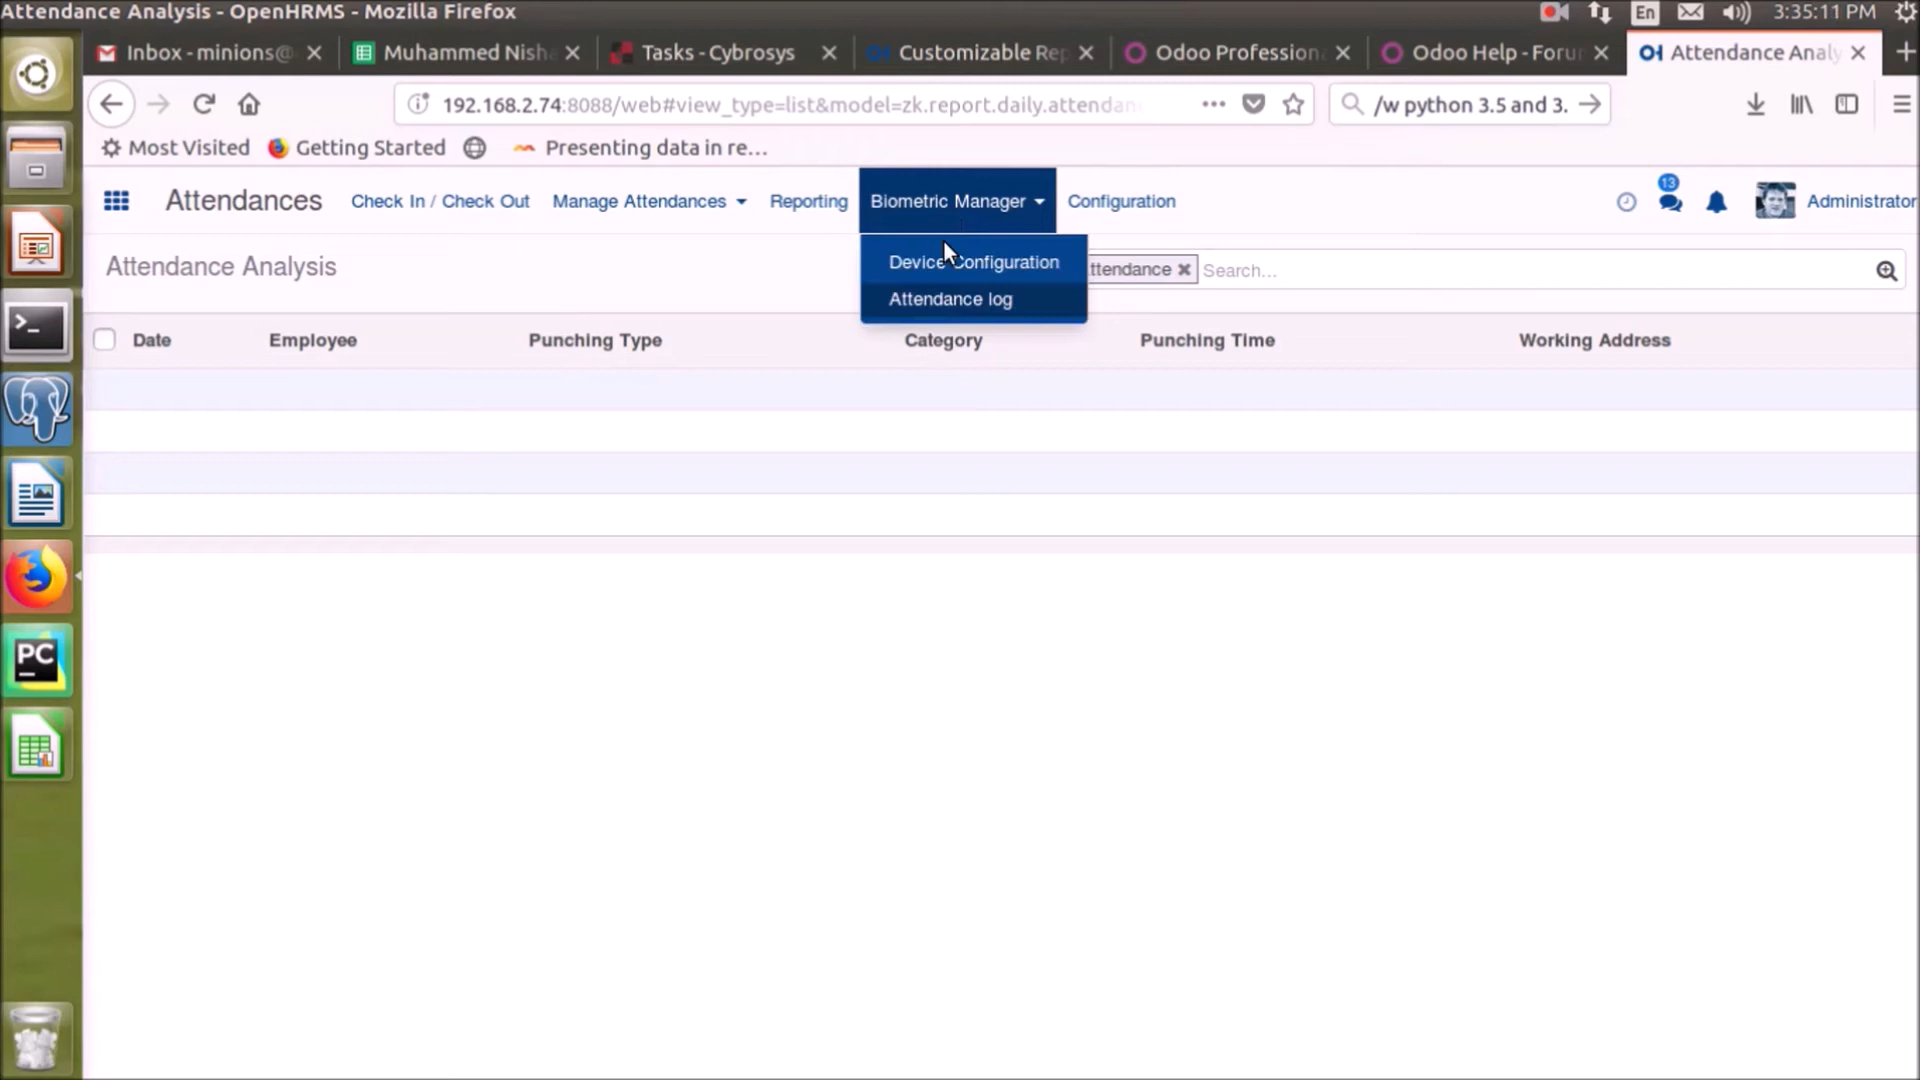 Attendance Analysis - OpenHRMS - Mozilla Firefox
En
3:35:11 PM
Inbox - minions@
Muhammed Nisha
Tasks - Cybrosys
Customizable Rep
Odoo Profession
Odoo Help - Foru
Attendance Analy
192.168.2.74:8088/web#view_type=list&model=zk.report.daily.attendan
/w python 3.5 and 3.
Most Visited
Getting Started
Presenting data in re...
Attendances
Check In / Check Out
Manage Attendances
Reporting
Biometric Manager
Configuration
13
Administrator
Attendance Analysis
Device Configuration
ttendance
Search...
Attendance log
Date
Employee
Punching Type
Category
Punching Time
Working Address
PC